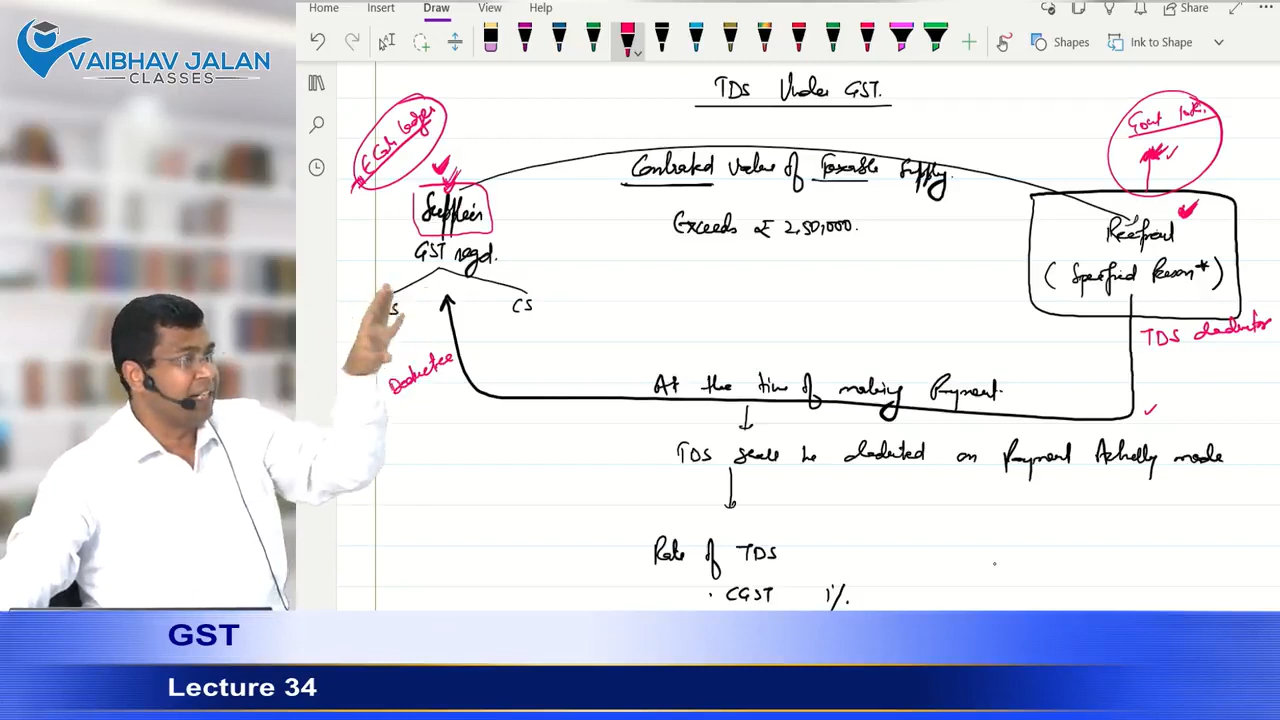 Home Insert Draw View Help Share
Shapes Ink to Shape
VAIBHAV JALAN
CLASSES
TDS Under GST.
E Cash ledger
Govt
Contracted Value of Taxable Supply.
Supplier
Exceeds ₹ 2,50,000.
GST regd.
(Specified Person*)
CS
TDS deductor
Deductee
At the time of making Payment.
TDS be deducted on Payment Actually made
Rate of TDS
CGST 1%.
GST
Lecture 34